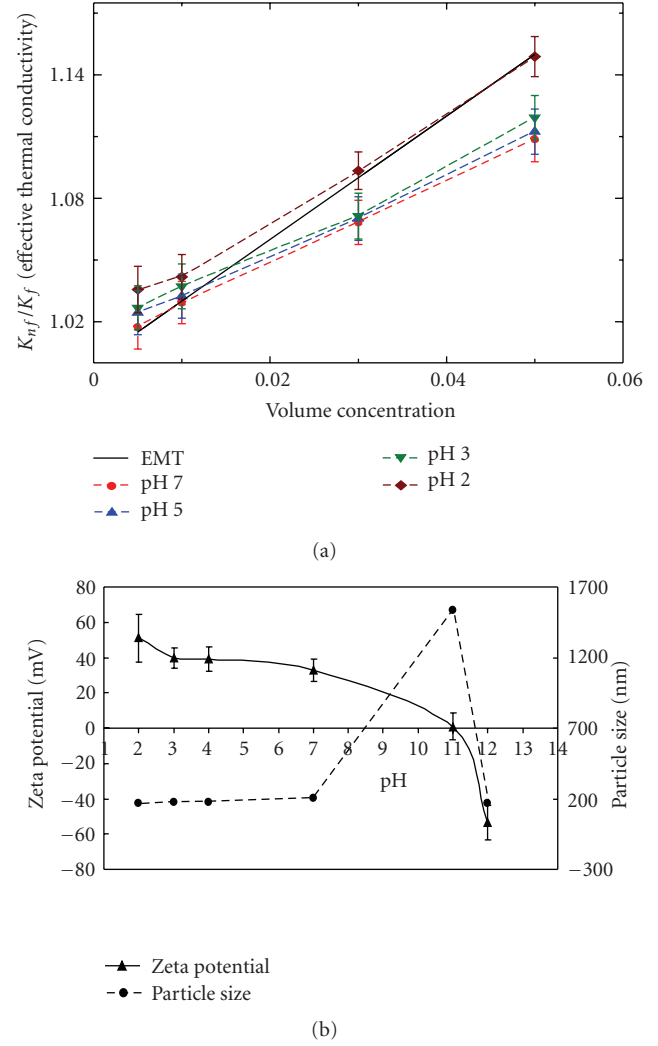 K_nf/K_f (effective thermal conductivity)
1.14
1.08
1.02
0 0.02 0.04 0.06
Volume concentration
EMT
pH 7
pH 5
pH 3
pH 2
(a)
Zeta potential (mV)
80
60
40
20
0
−20
−40
−60
−80
1 2 3 4 5 6 7 8 9 10 11 12 13 14
pH
1700
1200
700
200
−300
Particle size (nm)
Zeta potential
Particle size
(b)